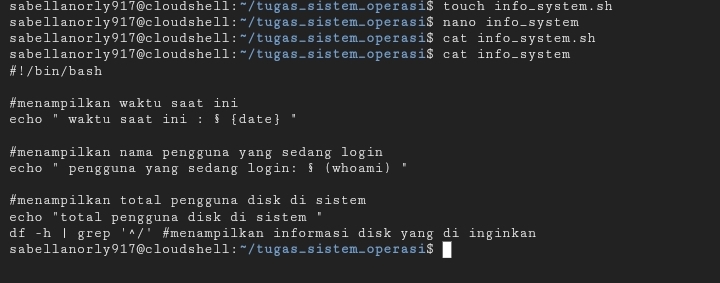 sabellanorly917@cloudshell:~/tugas_sistem_operasi$ touch info_system.sh
sabellanorly917@cloudshell:~/tugas_sistem_operasi$ nano info_system
sabellanorly917@cloudshell:~/tugas_sistem_operasi$ cat info_system.sh
sabellanorly917@cloudshell:~/tugas_sistem_operasi$ cat info_system
#!/bin/bash
#menampilkan waktu saat ini
echo " waktu saat ini : § {date} "
#menampilkan nama pengguna yang sedang login
echo " pengguna yang sedang login: § (whoami) "
#menampilkan total pengguna disk di sistem
echo "total pengguna disk di sistem "
df -h | grep '^/' #menampilkan informasi disk yang di inginkan
sabellanorly917@cloudshell:~/tugas_sistem_operasi$